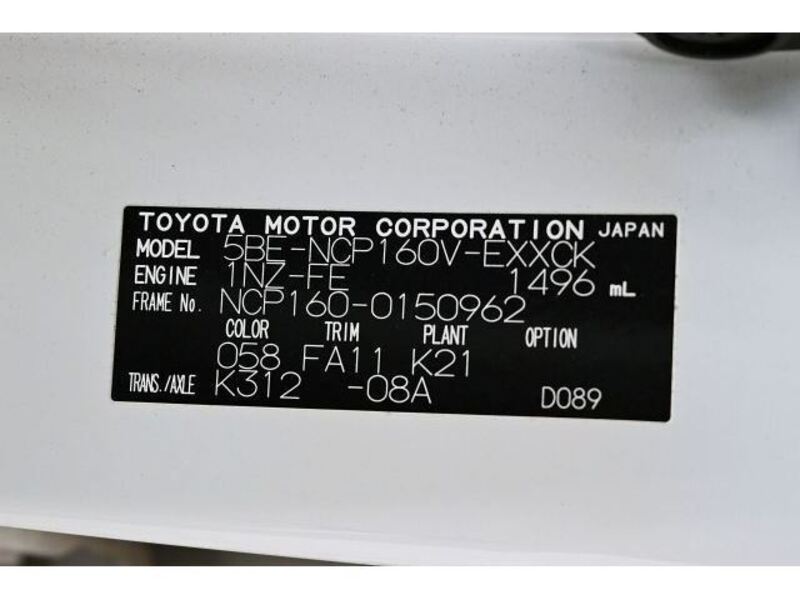 TOYOTA MOTOR CORPORATION JAPAN
MODEL 5BE-NCP160V-EXXCK
ENGINE 1NZ-FE 1496 mL
FRAME No. NCP160-0150962
COLOR TRIM PLANT OPTION
058 FA11 K21
TRANS./AXLE K312 -08A D089